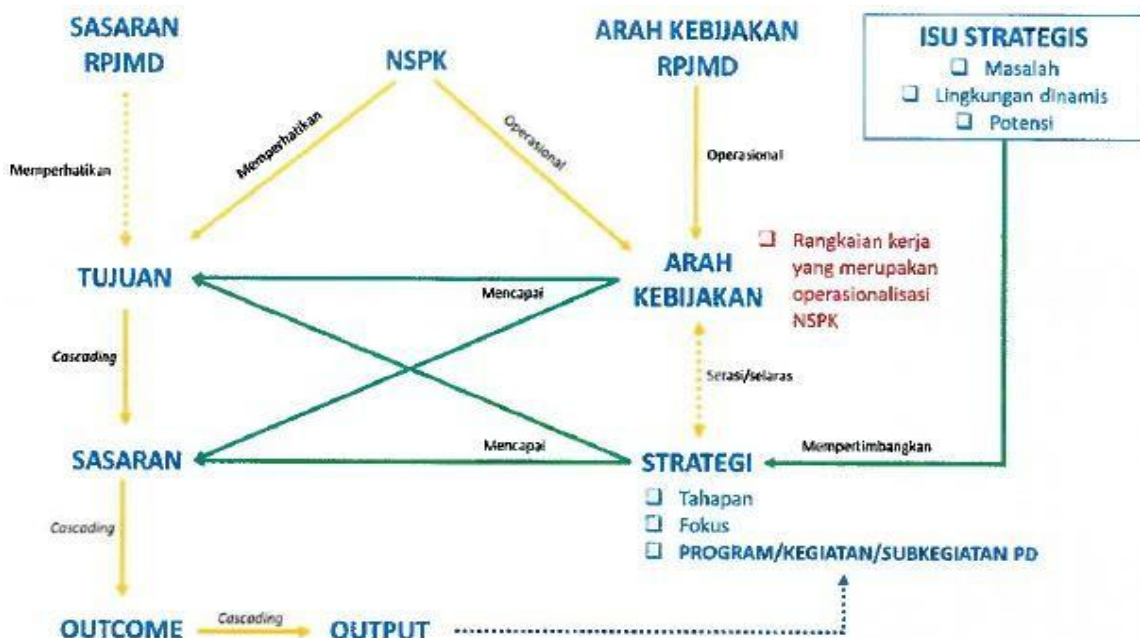 SASARAN
RPJMD
NSPK
ARAH KEBIJAKAN
RPJMD
ISU STRATEGIS
Masalah
Lingkungan dinamis
Potensi
Memperhatikan
Memperhatikan
Operasional
Operasional
TUJUAN
Mencapai
ARAH
KEBIJAKAN
Rangkaian kerja
yang merupakan
operasionalisasi
NSPK
Cascading
Serasi/selaras
SASARAN
Mencapai
STRATEGI
Mempertimbangkan
Tahapan
Fokus
PROGRAM/KEGIATAN/SUBKEGIATAN PD
Cascading
OUTCOME
Cascading
OUTPUT